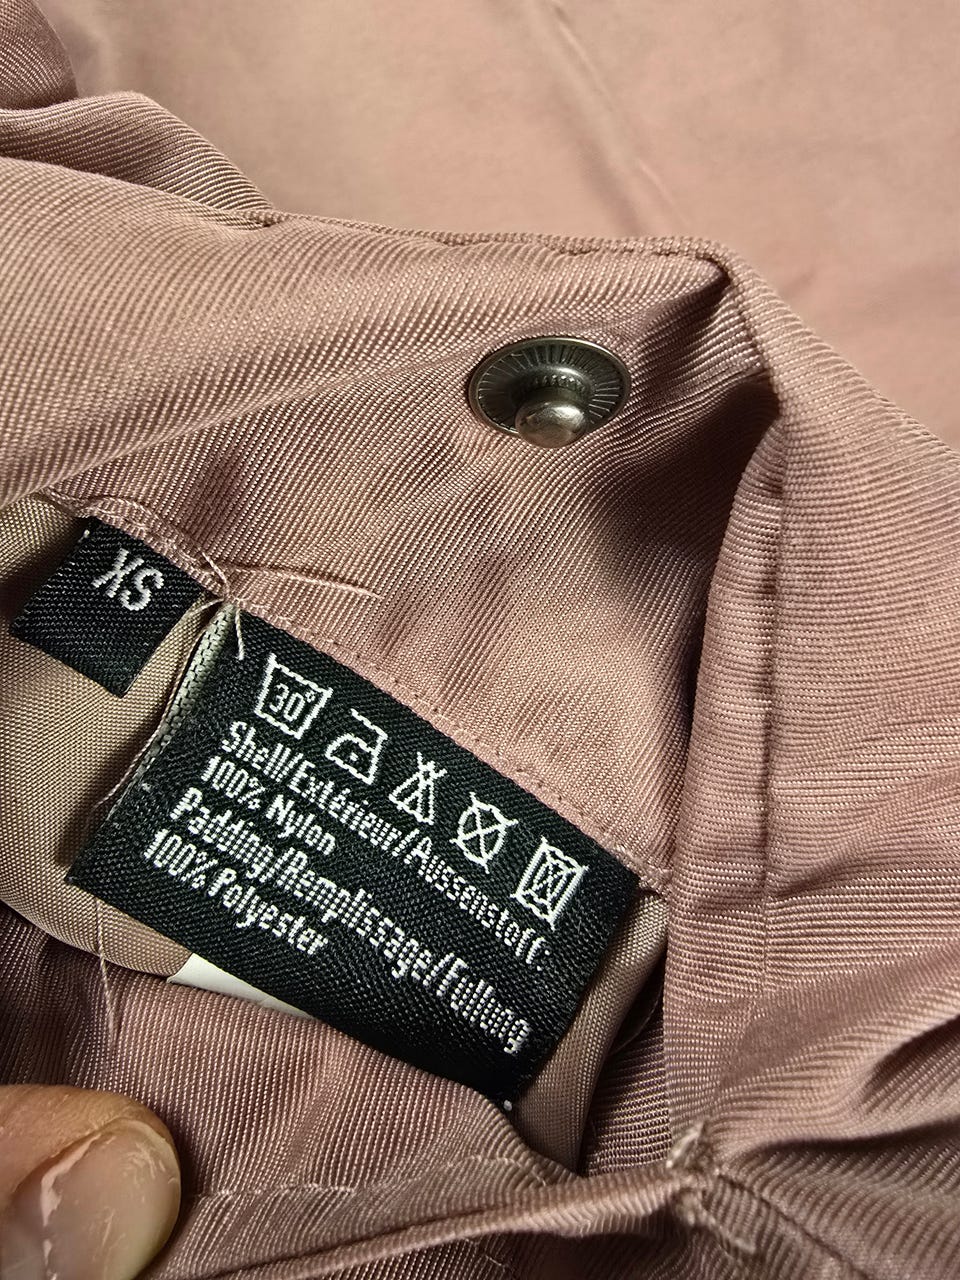 XS
30°
Shell/Extérieur/Aussenstoff:
100% Nylon
Padding/Remplissage/Füllung
100% Polyester